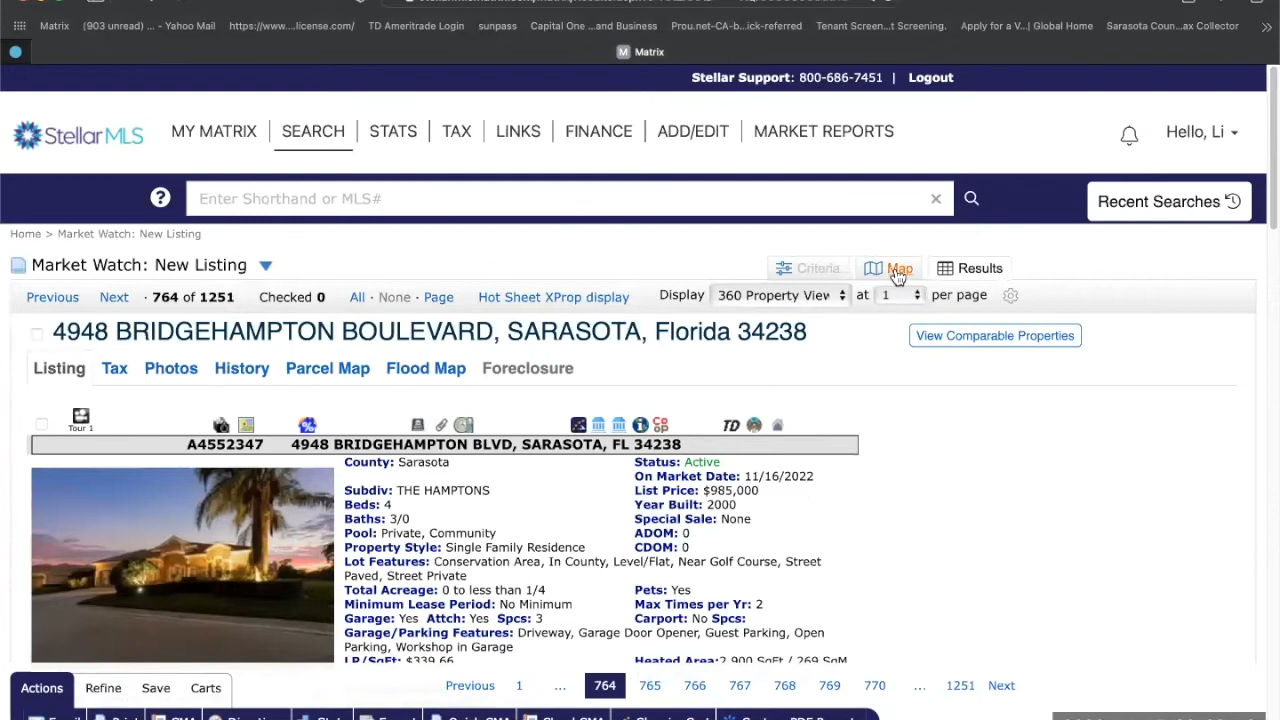 Matrix (903 unread) ... - Yahoo Mail https://www....license.com/ TD Ameritrade Login sunpass Capital One ...and Business Prou.net-CA-b...ick-referred Tenant Screen...t Screening. Apply for a V...| Global Home Sarasota Coun...ax Collector
M Matrix
Stellar Support: 800-686-7451 | Logout
StellarMLS MY MATRIX SEARCH STATS TAX LINKS FINANCE ADD/EDIT MARKET REPORTS Hello, Li
? Enter Shorthand or MLS# Recent Searches
Home > Market Watch: New Listing
Market Watch: New Listing Criteria Map Results
Previous Next · 764 of 1251 Checked 0 All · None · Page Hot Sheet XProp display Display 360 Property View at 1 per page
4948 BRIDGEHAMPTON BOULEVARD, SARASOTA, Florida 34238 View Comparable Properties
Listing Tax Photos History Parcel Map Flood Map Foreclosure
Tour 1 TD
A4552347 4948 BRIDGEHAMPTON BLVD, SARASOTA, FL 34238
County: Sarasota Status: Active
On Market Date: 11/16/2022
Subdiv: THE HAMPTONS List Price: $985,000
Beds: 4 Year Built: 2000
Baths: 3/0 Special Sale: None
Pool: Private, Community ADOM: 0
Property Style: Single Family Residence CDOM: 0
Lot Features: Conservation Area, In County, Level/Flat, Near Golf Course, Street
Paved, Street Private
Total Acreage: 0 to less than 1/4 Pets: Yes
Minimum Lease Period: No Minimum Max Times per Yr: 2
Garage: Yes Attch: Yes Spcs: 3 Carport: No Spcs:
Garage/Parking Features: Driveway, Garage Door Opener, Guest Parking, Open
Parking, Workshop in Garage
LP/SqFt: $339.66 Heated Area:2,900 SqFt / 269 SqM
Actions Refine Save Carts Previous 1 ... 764 765 766 767 768 769 770 ... 1251 Next